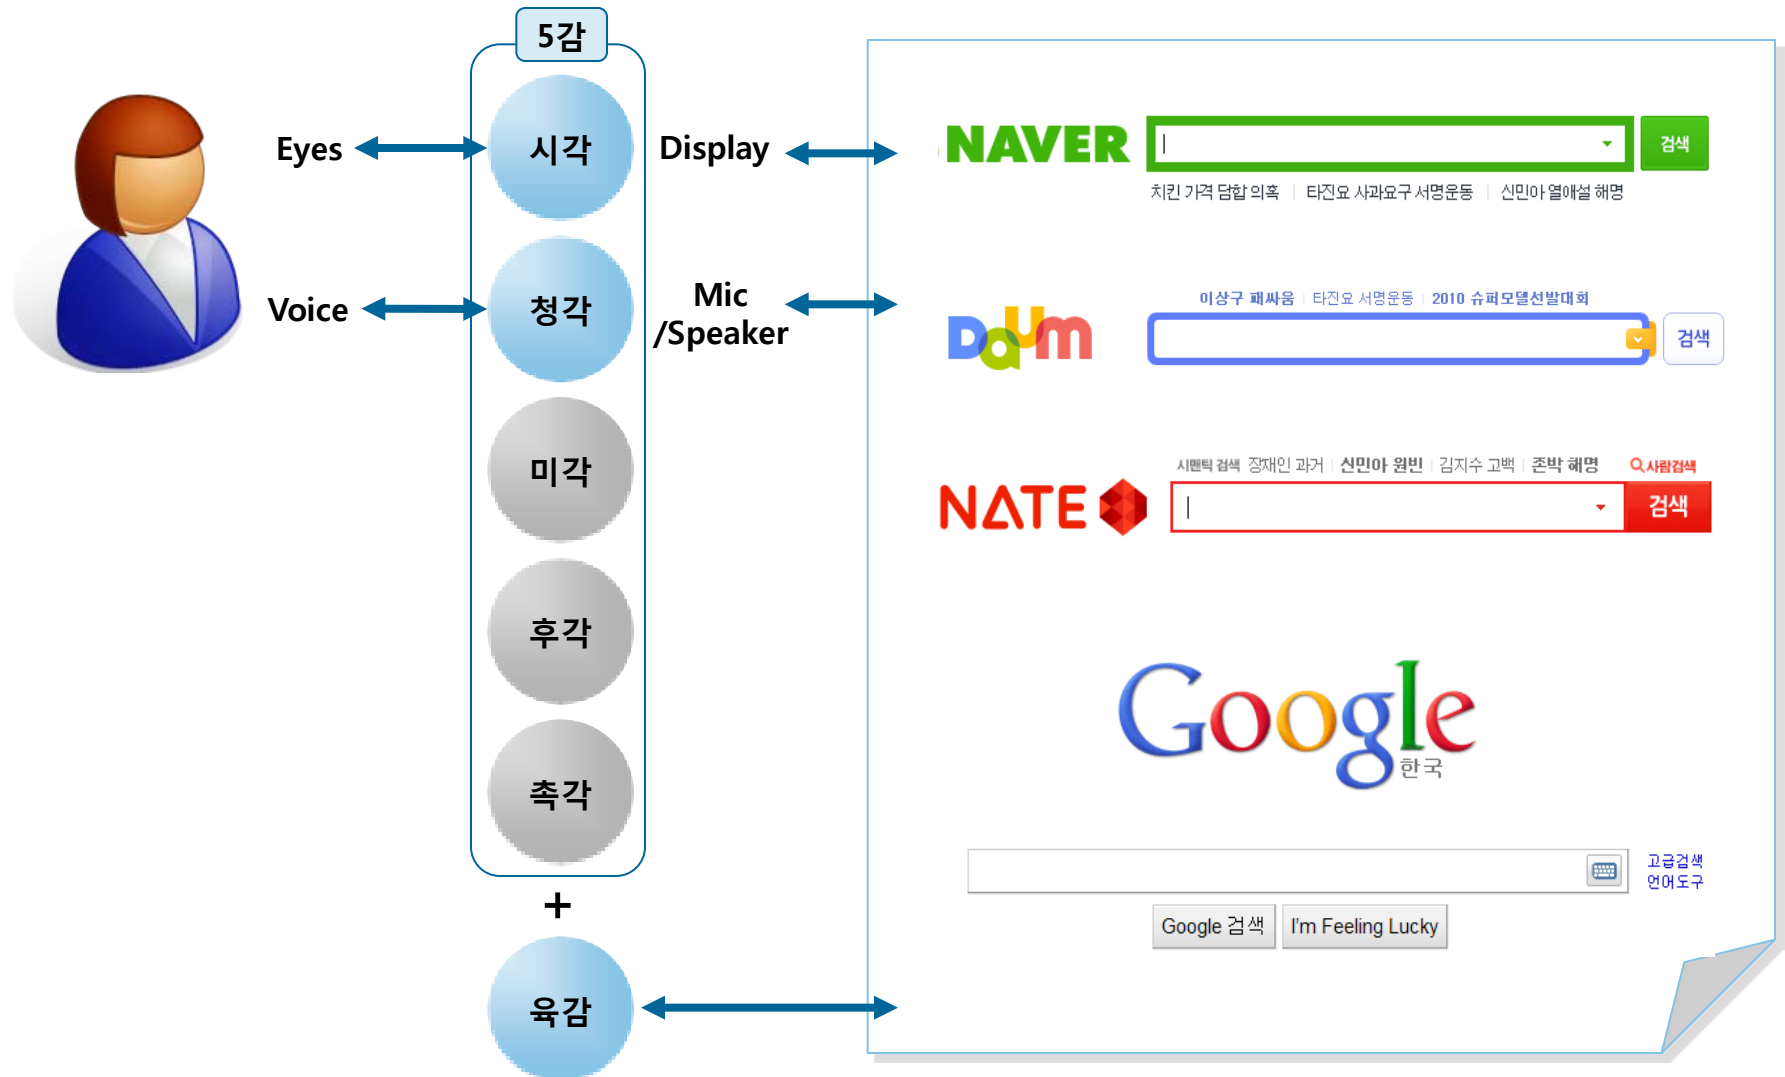 5감
시각
청각
미각
후각
촉각
+
육감
Eyes
Voice
Display
Mic
/Speaker
NAVER
검색
치킨 가격 담합 의혹 | 타진요 사과요구 서명운동 | 신민아 열애설 해명
이상구 패싸움 | 타진요 서명운동 | 2010 슈퍼모델선발대회
Daum
검색
시맨틱 검색 장재인 과거 | 신민아 원빈 | 김지수 고백 | 존박 해명 사람검색
NATE
검색
Google
한국
고급검색
언어도구
Google 검색
I'm Feeling Lucky